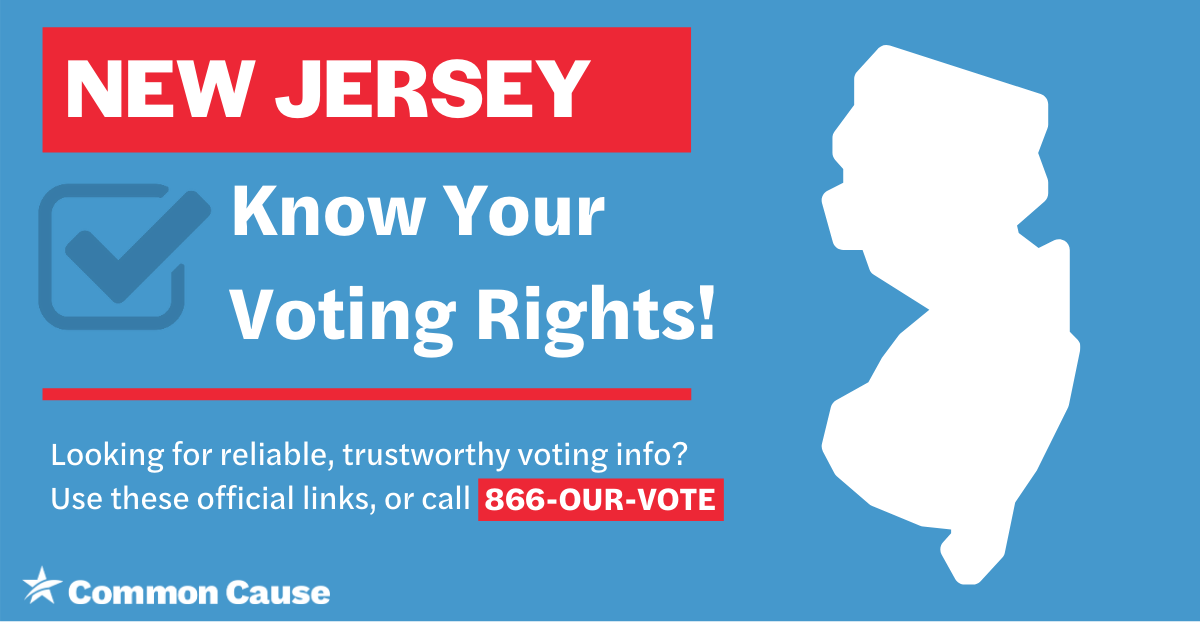 NEW JERSEY
Know Your
Voting Rights!
Looking for reliable, trustworthy voting info?
Use these official links, or call 866-OUR-VOTE
Common Cause